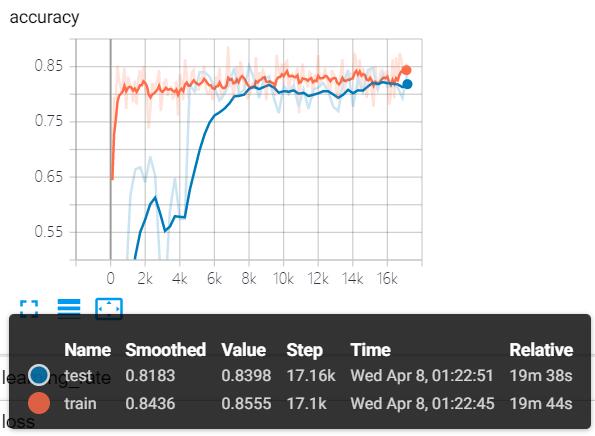 accuracy
0.85
0.75
0.65
0.55
0 2k 4k 6k 8k 10k 12k 14k 16k
Name Smoothed Value Step Time Relative
learning_rate
test 0.8183 0.8398 17.16k Wed Apr 8, 01:22:51 19m 38s
train 0.8436 0.8555 17.1k Wed Apr 8, 01:22:45 19m 44s
loss